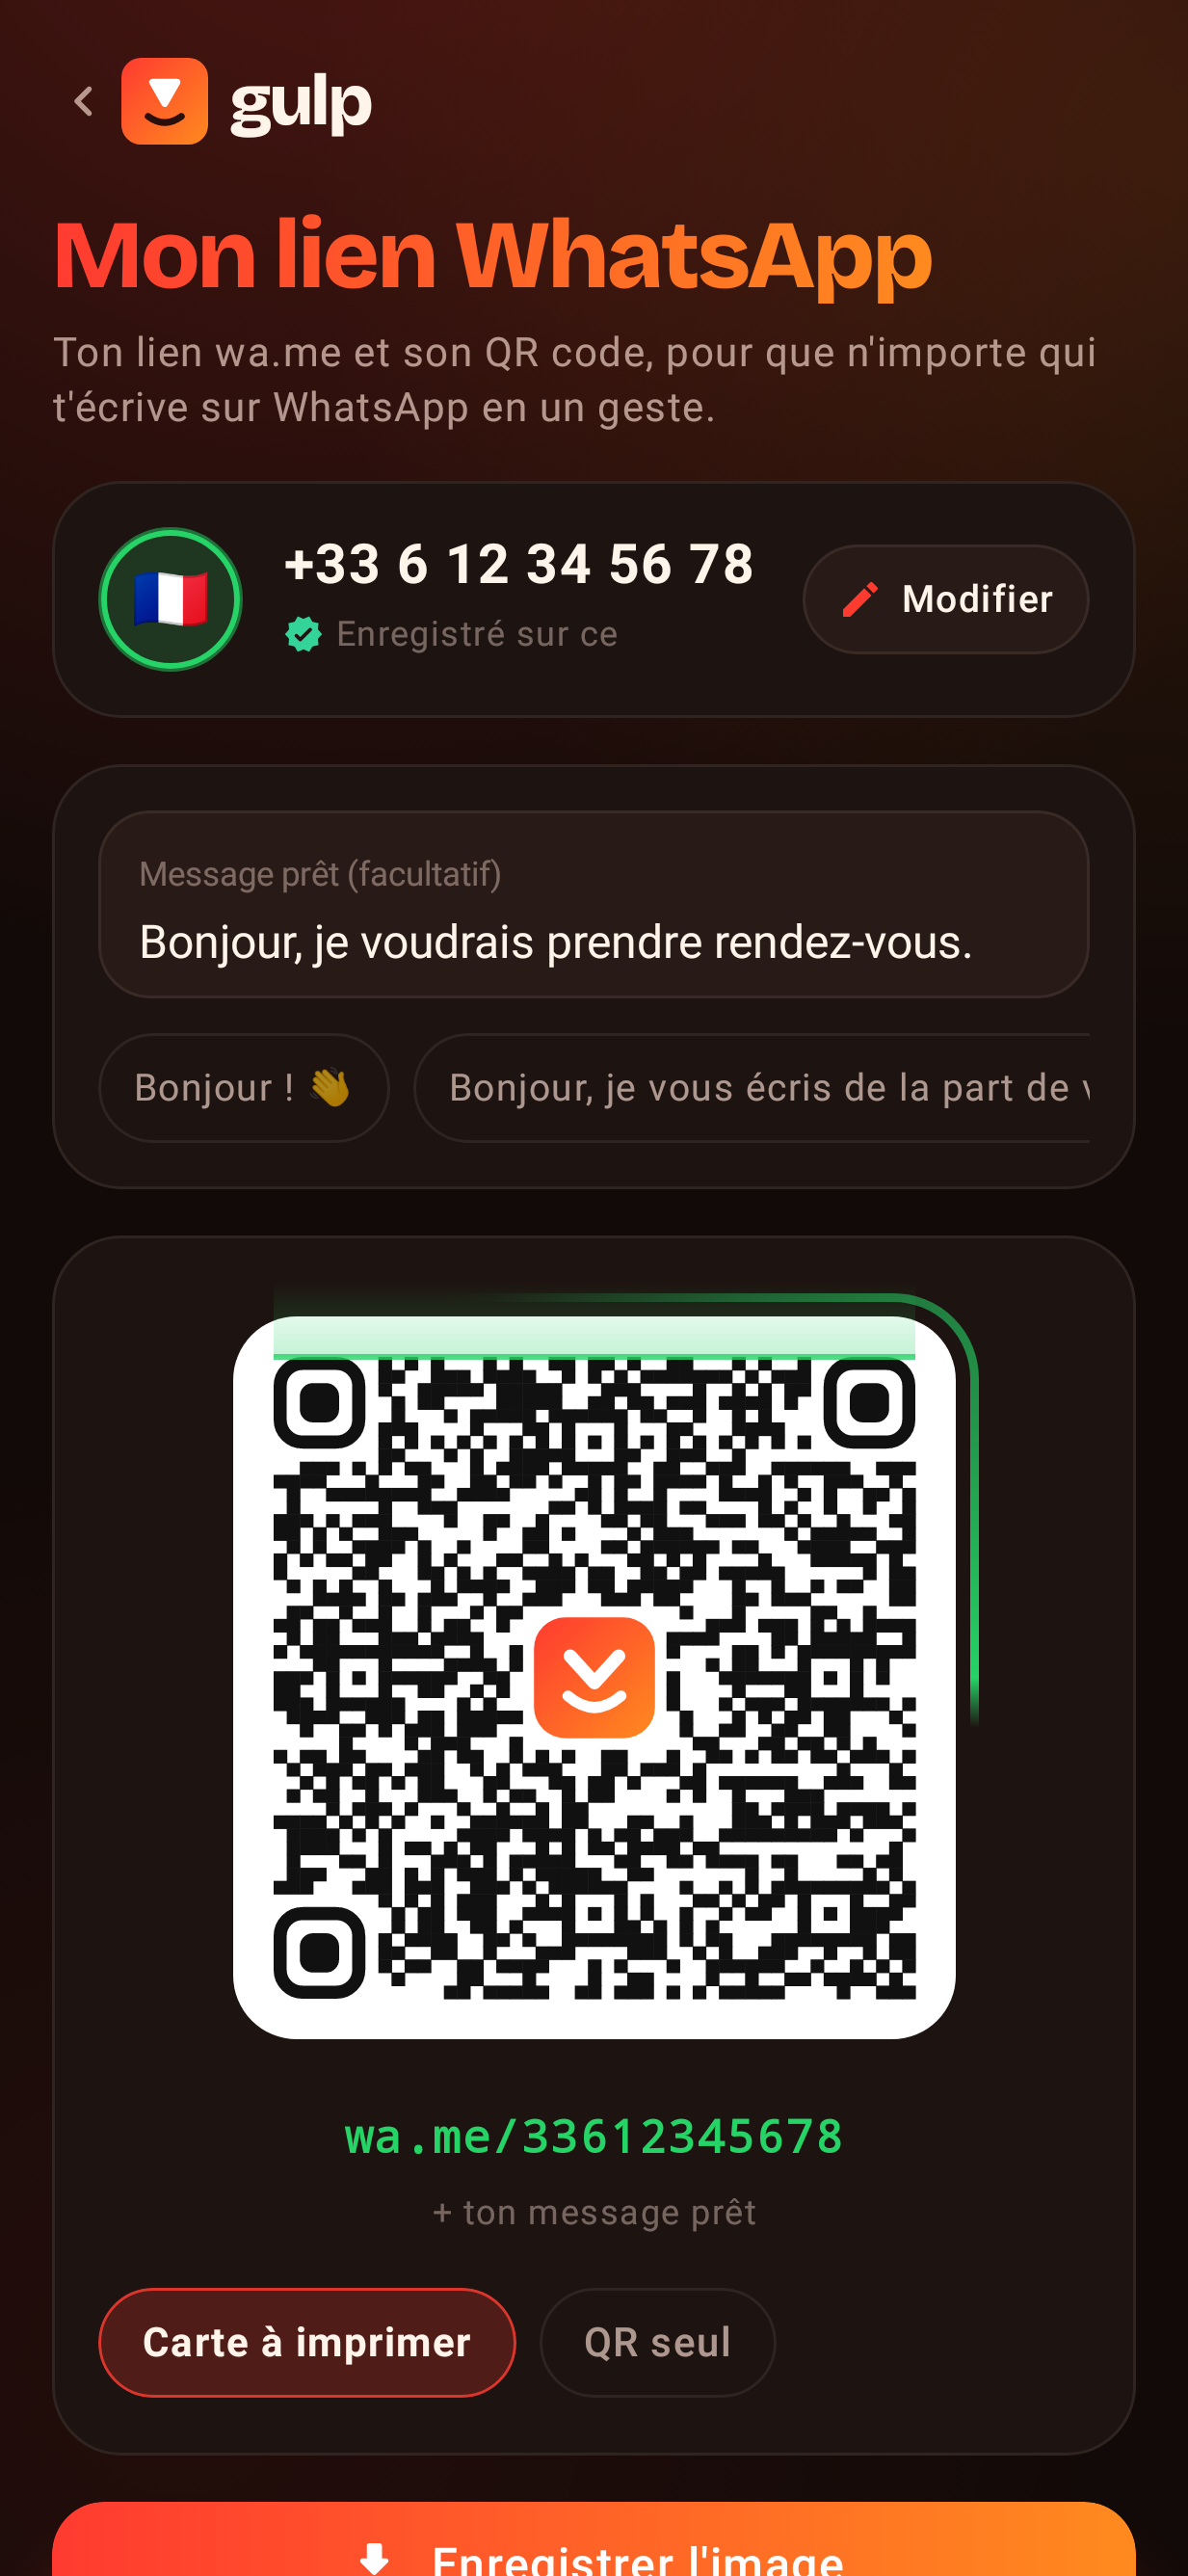 gulp
Mon lien WhatsApp
Ton lien wa.me et son QR code, pour que n'importe qui
t'écrive sur WhatsApp en un geste.
+33 6 12 34 56 78
Enregistré sur ce
Modifier
Message prêt (facultatif)
Bonjour, je voudrais prendre rendez-vous.
Bonjour ! 👋
Bonjour, je vous écris de la part de
wa.me/33612345678
+ ton message prêt
Carte à imprimer
QR seul
Enregistrer l'image